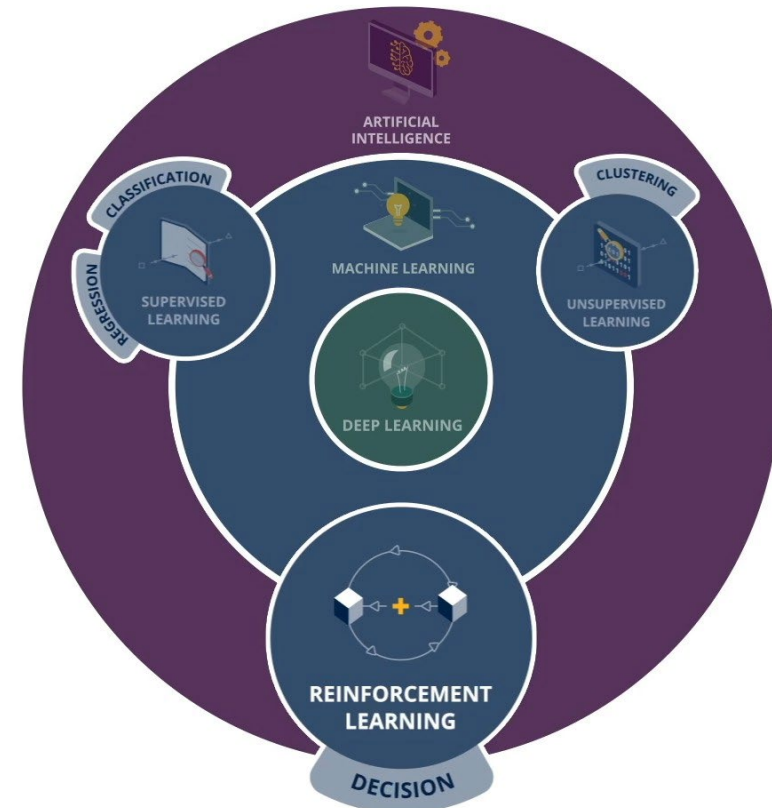 ARTIFICIAL
INTELLIGENCE
CLASSIFICATION
REGRESSION
SUPERVISED
LEARNING
MACHINE LEARNING
CLUSTERING
UNSUPERVISED
LEARNING
DEEP LEARNING
REINFORCEMENT
LEARNING
DECISION